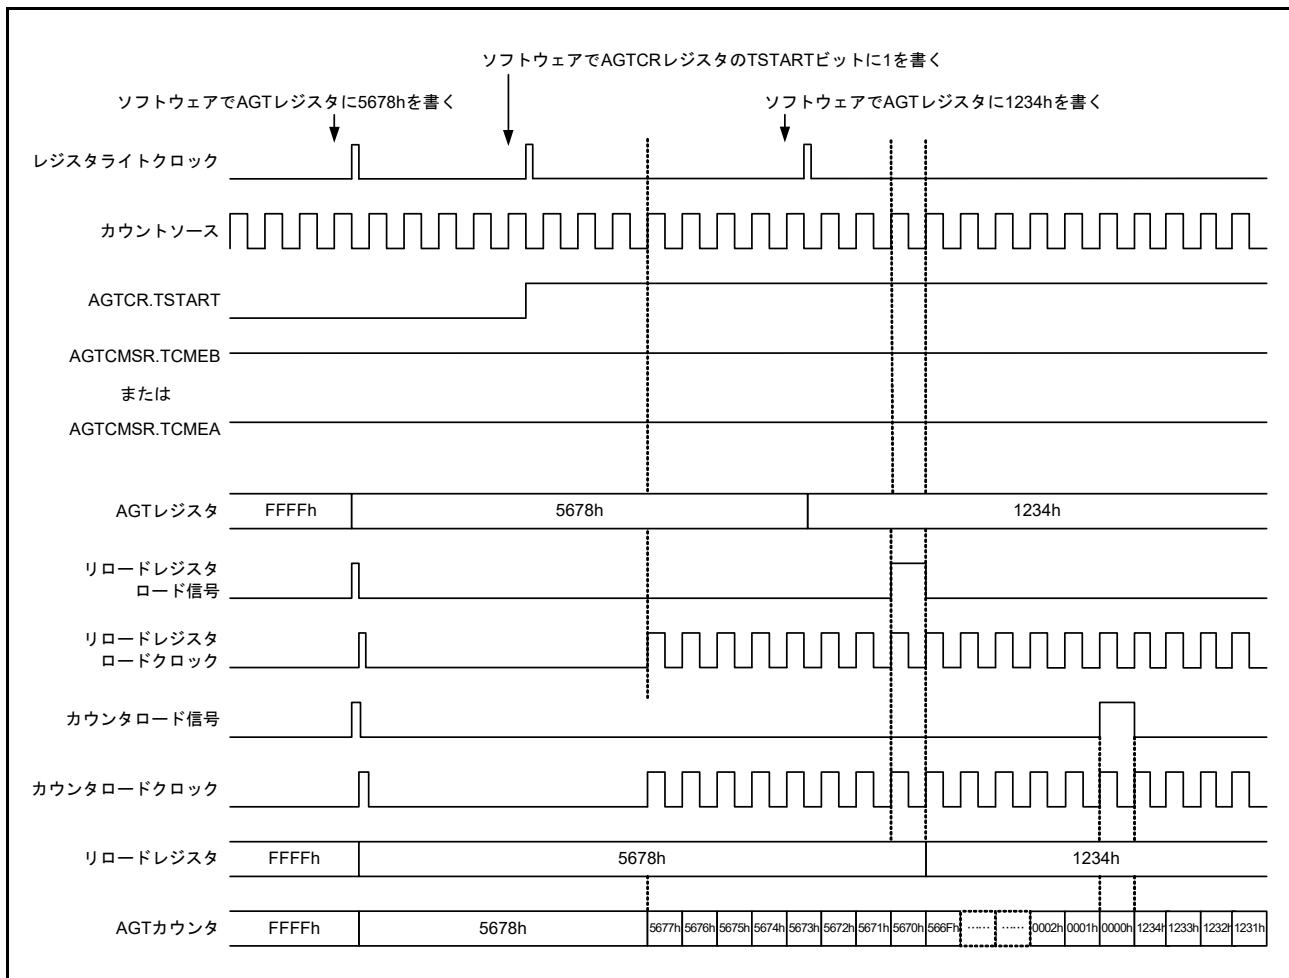 ソフトウェアでAGTCRレジスタのTSTARTビットに1を書く
ソフトウェアでAGTレジスタに5678hを書く
ソフトウェアでAGTレジスタに1234hを書く
レジスタライトクロック
カウントソース
AGTCR.TSTART
AGTCMSR.TCMEB
または
AGTCMSR.TCMEA
AGTレジスタ FFFFh 5678h 1234h
リロードレジスタ
ロード信号
リロードレジスタ
ロードクロック
カウンタロード信号
カウンタロードクロック
リロードレジスタ FFFFh 5678h 1234h
AGTカウンタ FFFFh 5678h 5677h 5676h 5675h 5674h 5673h 5672h 5671h 5670h 566Fh …… …… 0002h 0001h 0000h 1234h 1233h 1232h 1231h